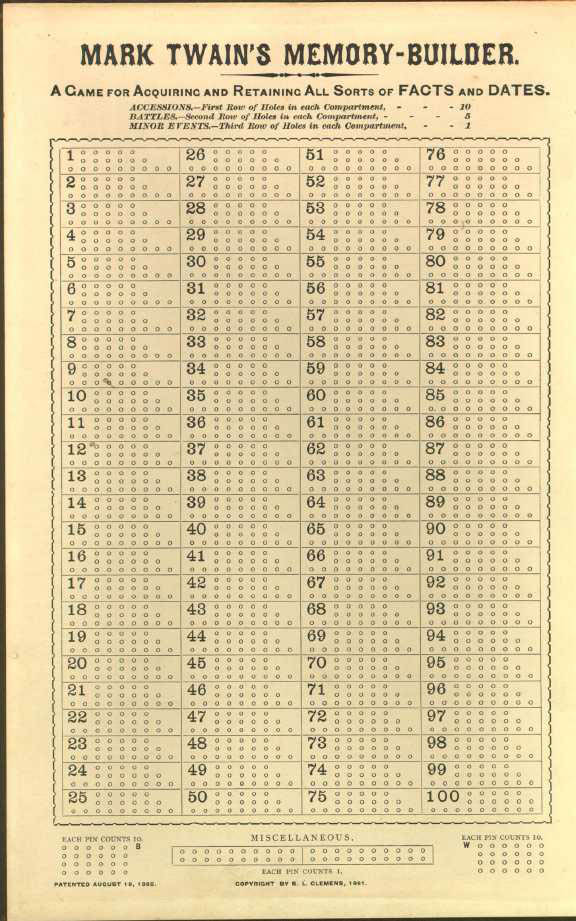 MARK TWAIN'S MEMORY-BUILDER.
A GAME FOR ACQUIRING AND RETAINING ALL SORTS OF FACTS AND DATES.
ACCESSIONS.—First Row of Holes in each Compartment, - - - 10
BATTLES.—Second Row of Holes in each Compartment, - - - - 5
MINOR EVENTS.—Third Row of Holes in each Compartment, - - 1
1 26 51 76
2 27 52 77
3 28 53 78
4 29 54 79
5 30 55 80
6 31 56 81
7 32 57 82
8 33 58 83
9 34 59 84
10 35 60 85
11 36 61 86
12 37 62 87
13 38 63 88
14 39 64 89
15 40 65 90
16 41 66 91
17 42 67 92
18 43 68 93
19 44 69 94
20 45 70 95
21 46 71 96
22 47 72 97
23 48 73 98
24 49 74 99
25 50 75 100
EACH PIN COUNTS 10.
B
MISCELLANEOUS.
EACH PIN COUNTS 1.
EACH PIN COUNTS 10.
W
PATENTED AUGUST 18, 1885.
COPYRIGHT BY S. L. CLEMENS, 1891.